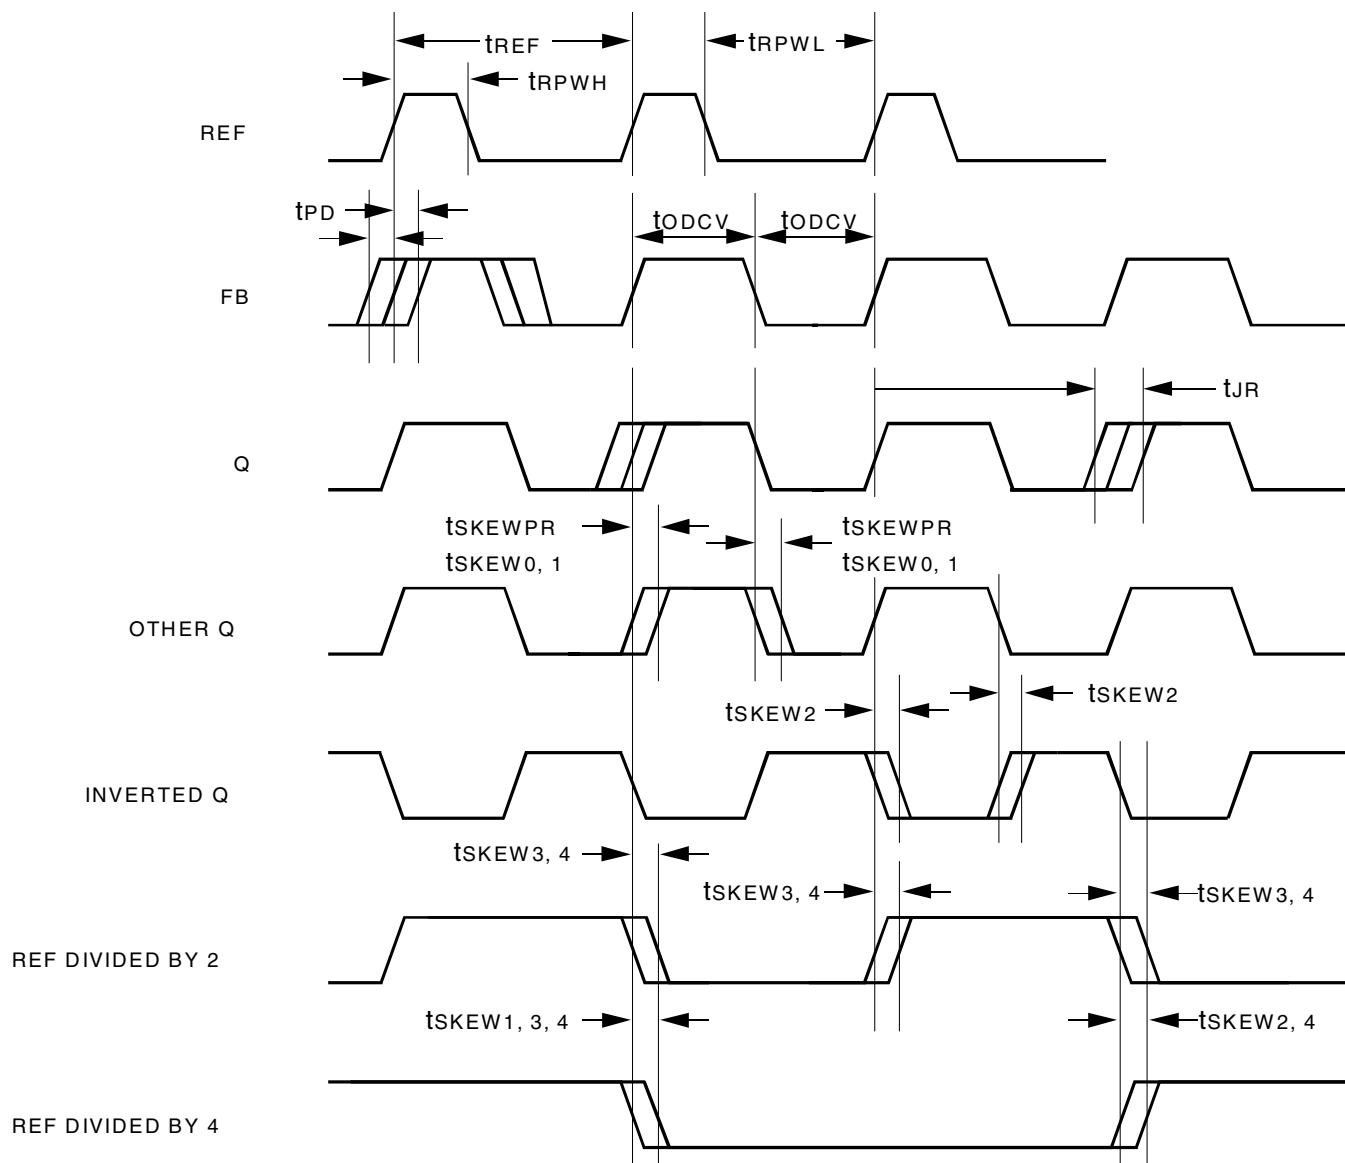 tREF
tRPWL
tRPWH
REF
tPD
tODCV
tODCV
FB
tJR
Q
tSKEWPR
tSKEW0, 1
tSKEWPR
tSKEW0, 1
OTHER Q
tSKEW2
tSKEW2
INVERTED Q
tSKEW3, 4
tSKEW3, 4
tSKEW3, 4
REF DIVIDED BY 2
tSKEW1, 3, 4
tSKEW2, 4
REF DIVIDED BY 4